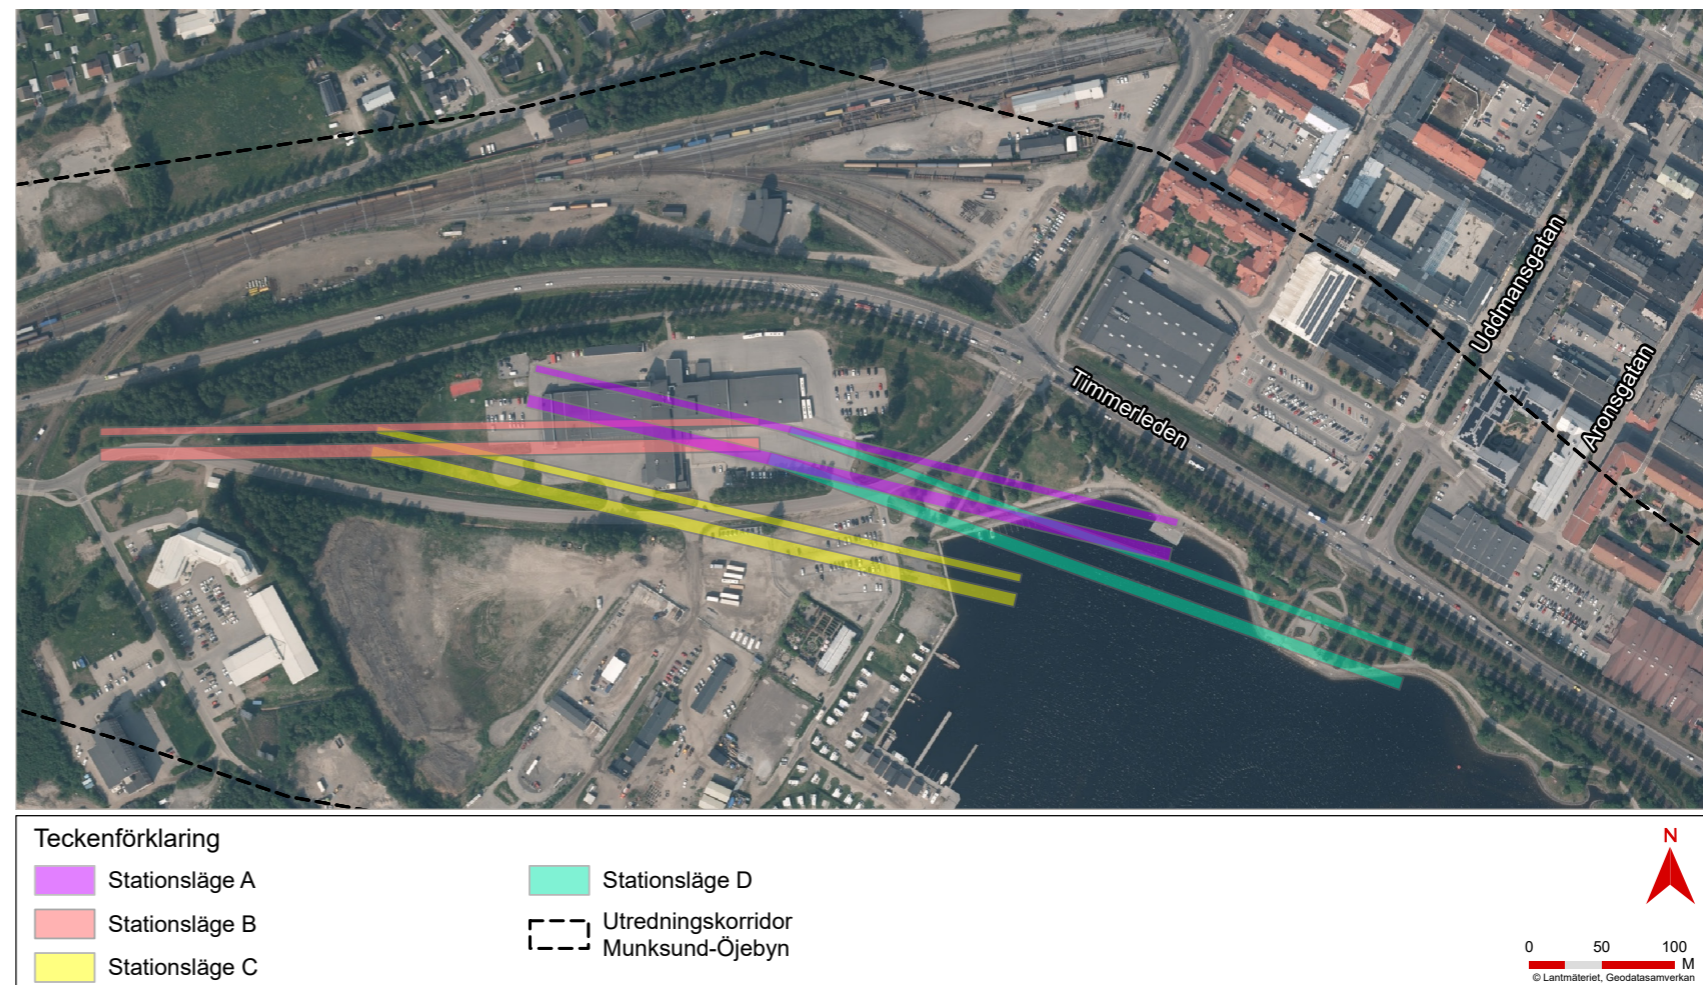 Uddmansgatan
Aronsgatan
Timmerleden
Teckenförklaring
Stationsläge A
Stationsläge B
Stationsläge C
Stationsläge D
Utredningskorridor
Munksund-Öjebyn
N
0 50 100
M
© Lantmäteriet, Geodatasamverkan